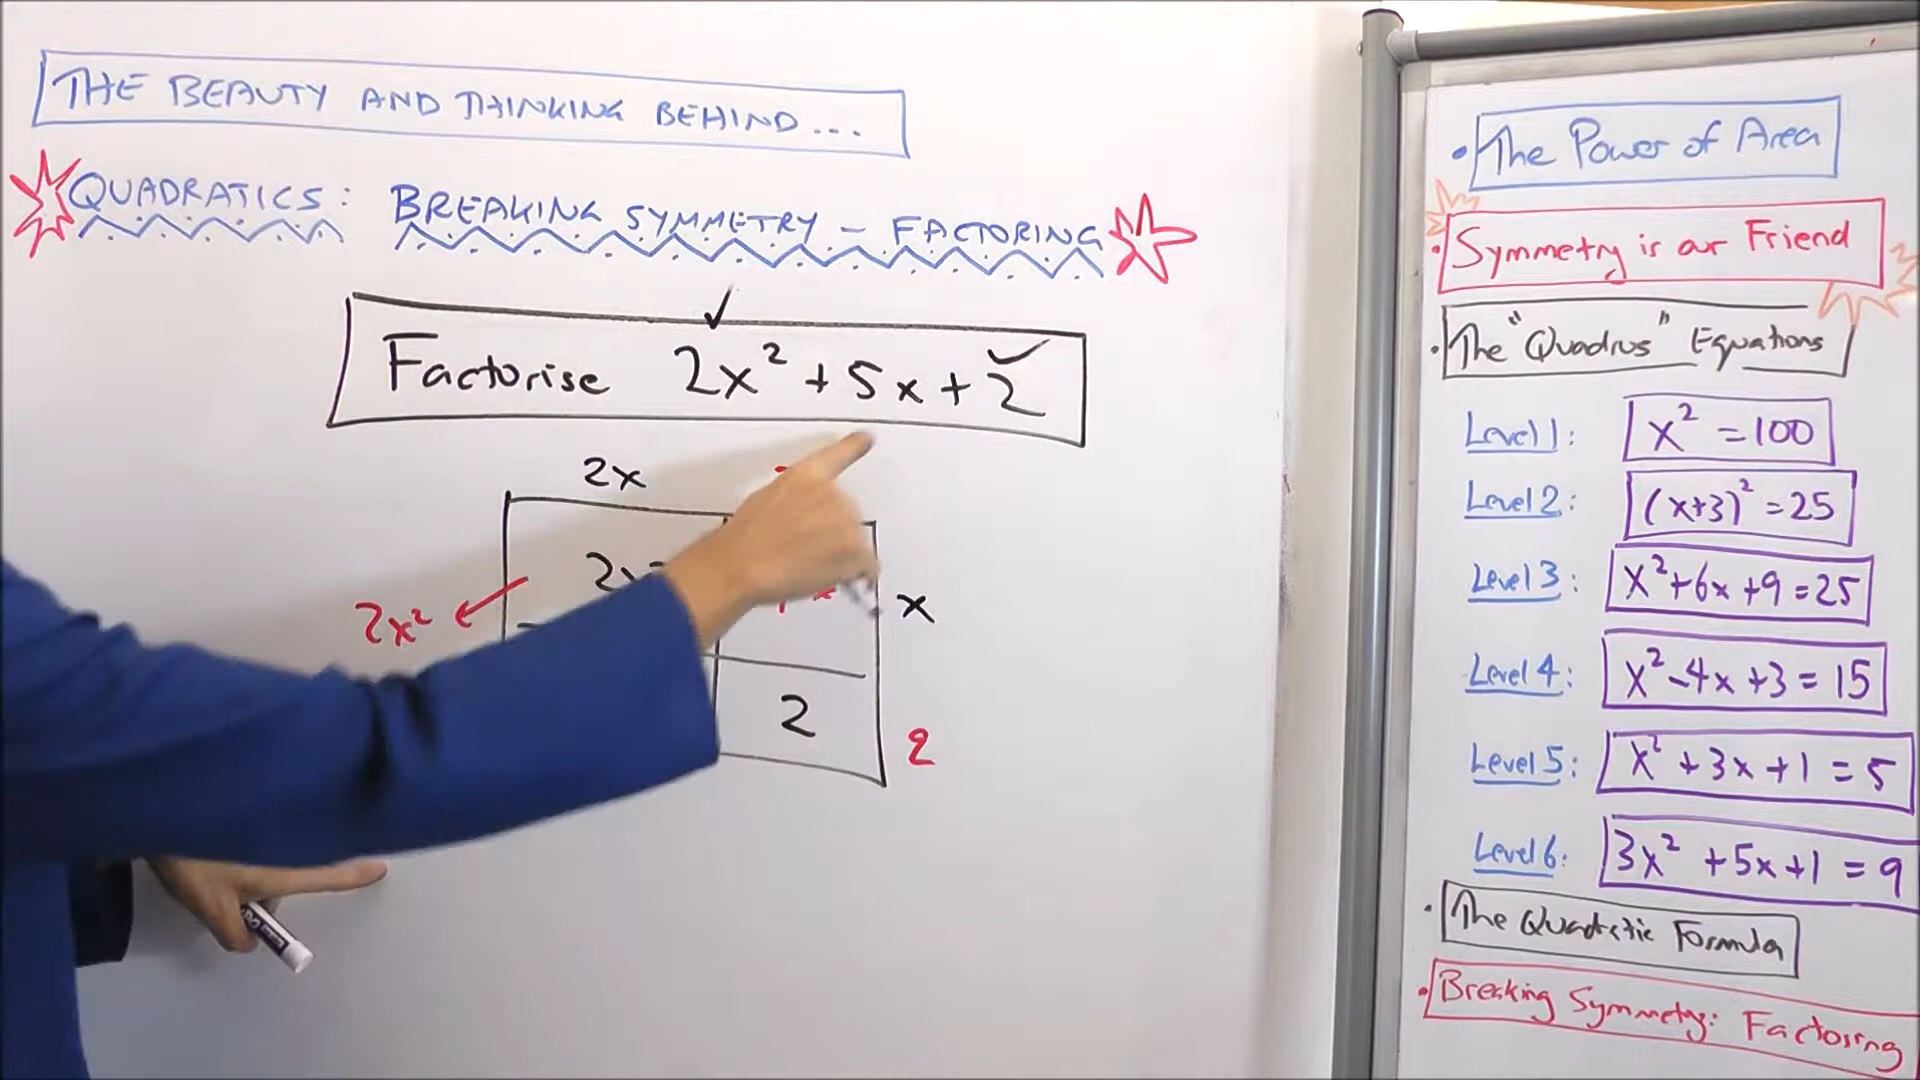 THE BEAUTY AND THINKING BEHIND...
QUADRATICS: BREAKING SYMMETRY – FACTORING
Factorise 2x² + 5x + 2
2x
2x² x
2 2
• The Power of Area
• Symmetry is our Friend
• The "Quadrus" Equations
Level 1: x² = 100
Level 2: (x+3)² = 25
Level 3: x²+6x+9=25
Level 4: x²-4x+3=15
Level 5: x²+3x+1=5
Level 6: 3x²+5x+1=9
• The Quadratic Formula
• Breaking Symmetry: Factoring